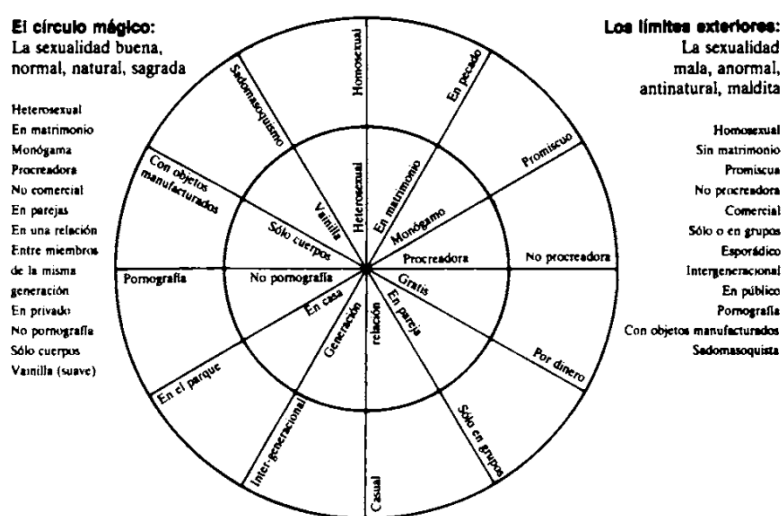 El círculo mágico:
La sexualidad buena,
normal, natural, sagrada
Heterosexual
En matrimonio
Monógama
Procreadora
No comercial
En parejas
En una relación
Entre miembros
de la misma
generación
En privado
No pornografía
Sólo cuerpos
Vainilla (suave)
Homosexual
En pecado
Promiscuo
No procreadora
Por dinero
Sólo en grupos
Casual
Inter-generacional
En el parque
Pornografía
Con objetos
manufacturados
Sadomasoquismo
Heterosexual
En matrimonio
Monógamo
Procreadora
Gratis
En pareja
relación
Generación
En casa
No pornografía
Sólo cuerpos
Vainilla
Los límites exteriores:
La sexualidad
mala, anormal,
antinatural, maldita
Homosexual
Sin matrimonio
Promiscua
No procreadora
Comercial
Sólo o en grupos
Esporádico
Intergeneracional
En público
Pornografía
Con objetos manufacturados
Sadomasoquista